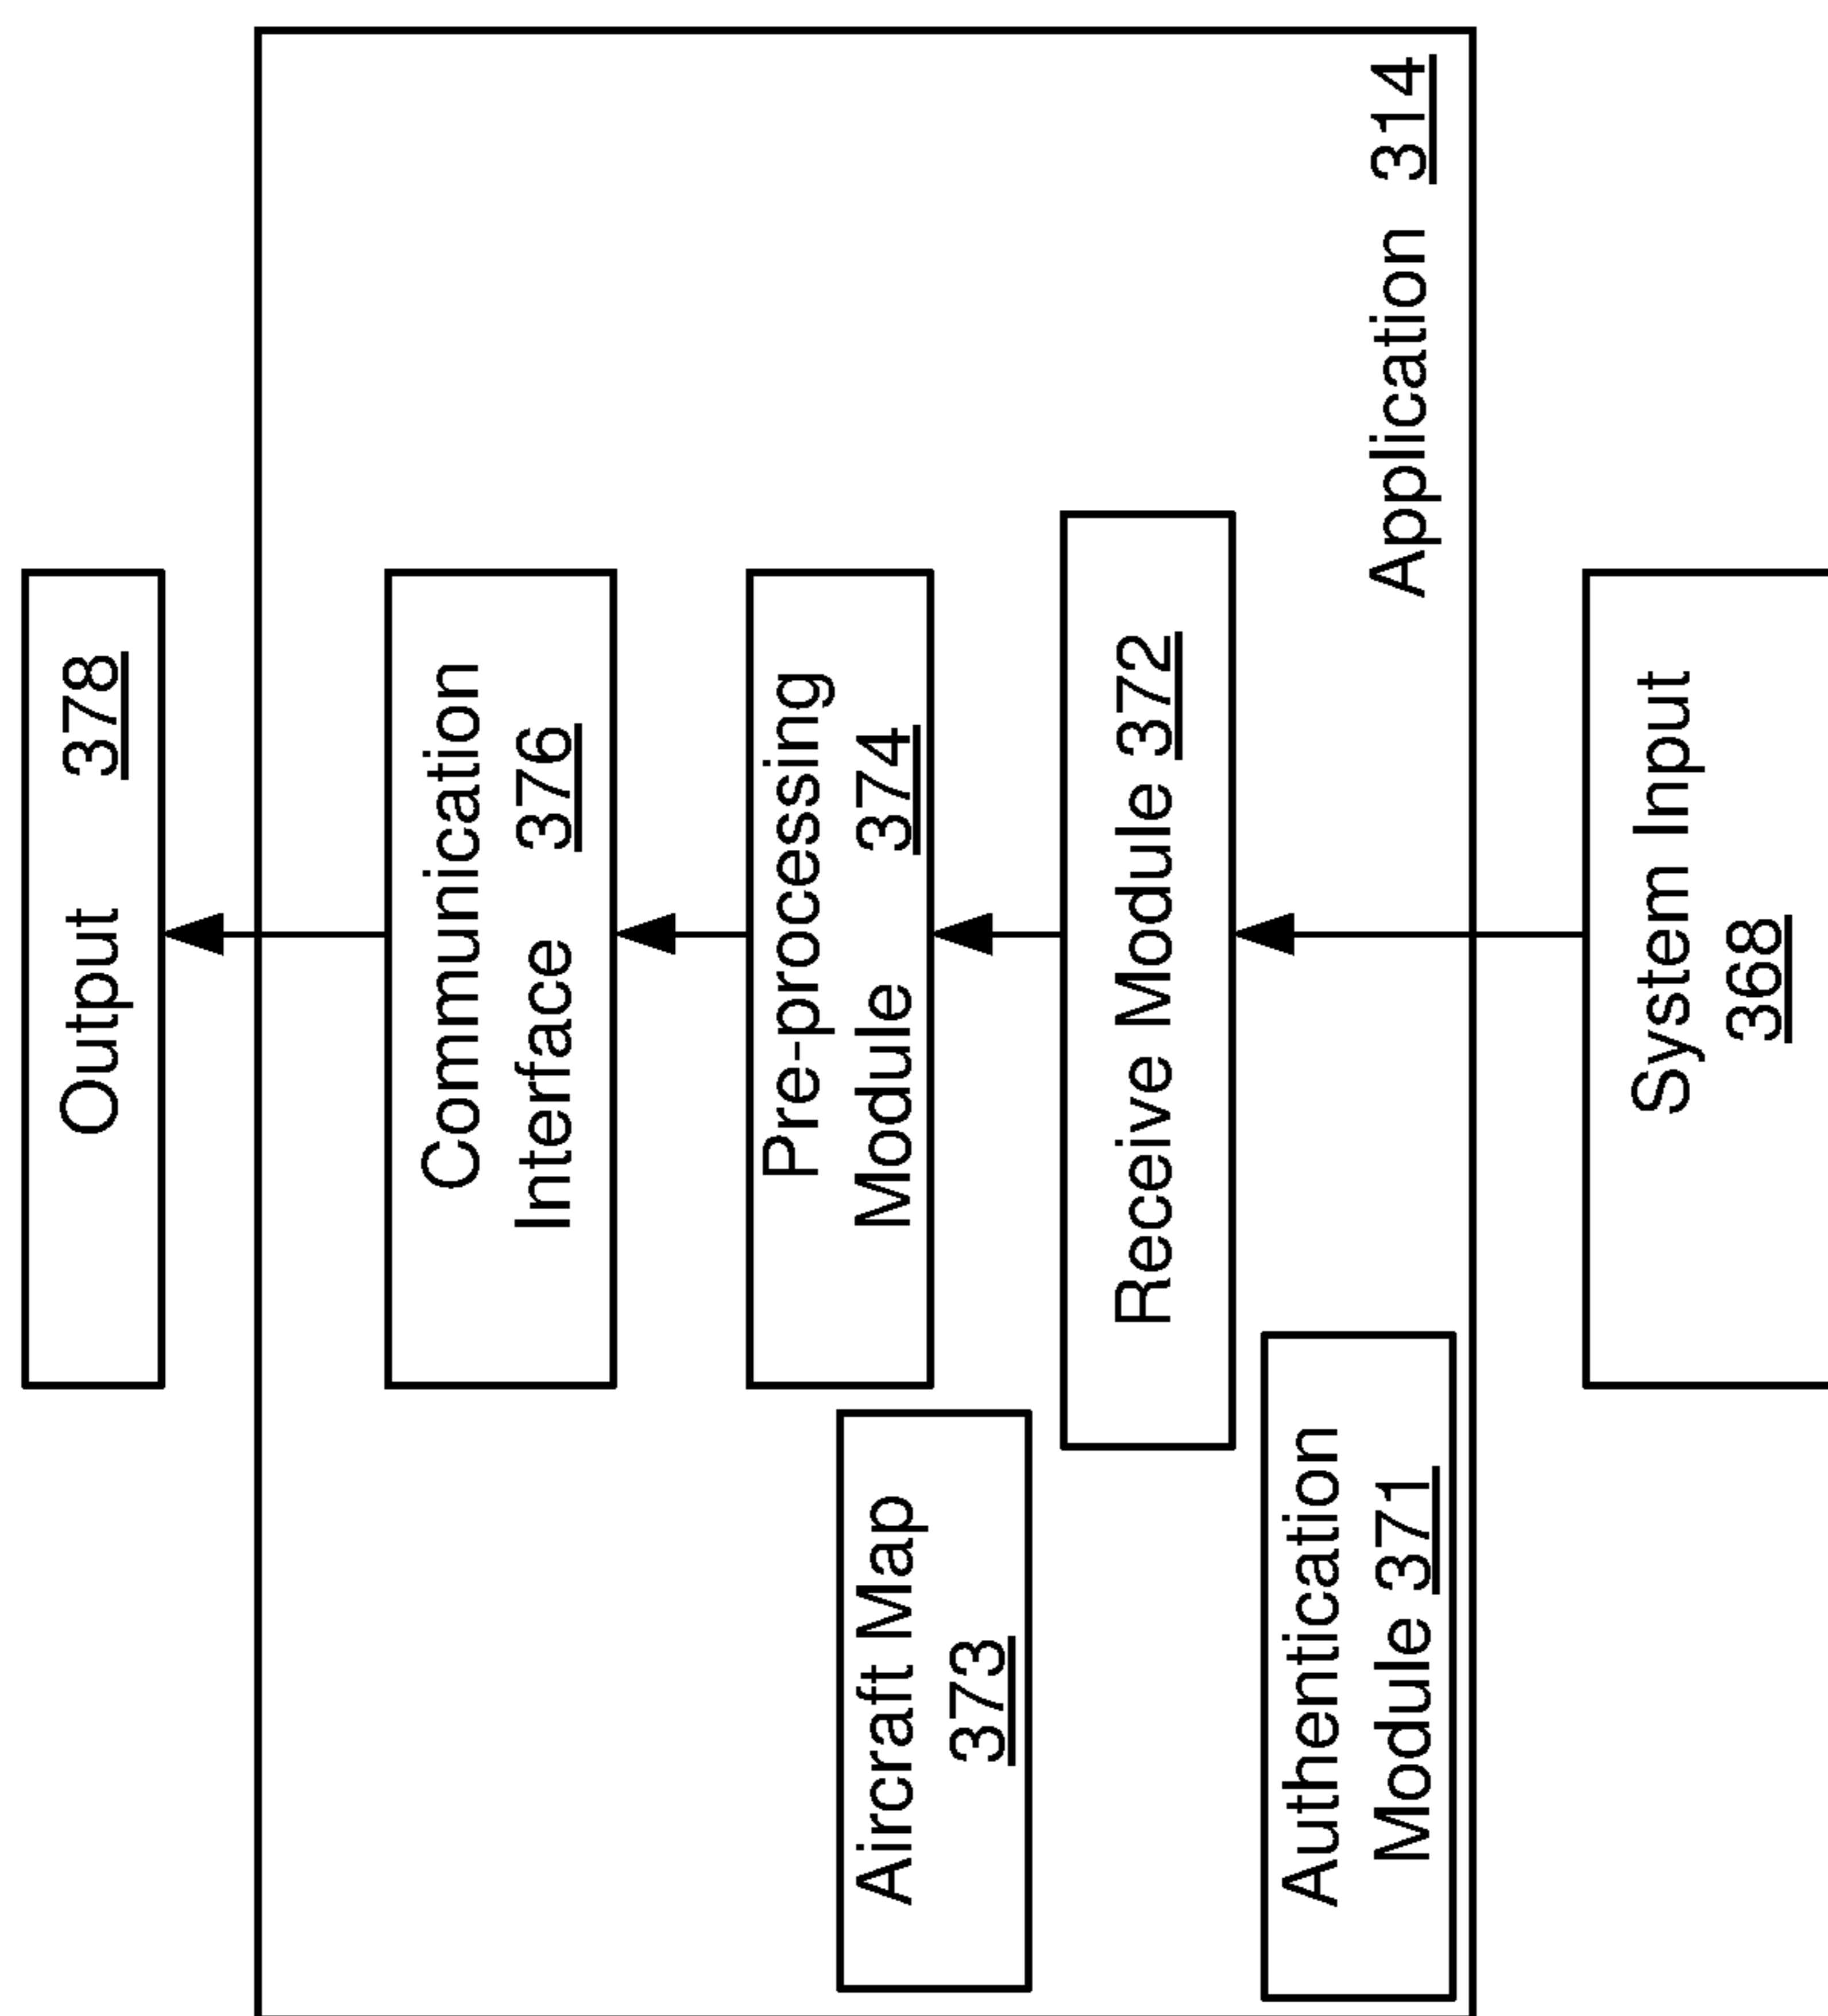 Output 378
Communication
Interface 376
Pre-processing
Module 374
Aircraft Map
373
Receive Module 372
Authentication
Module 371
Application 314
System Input
368